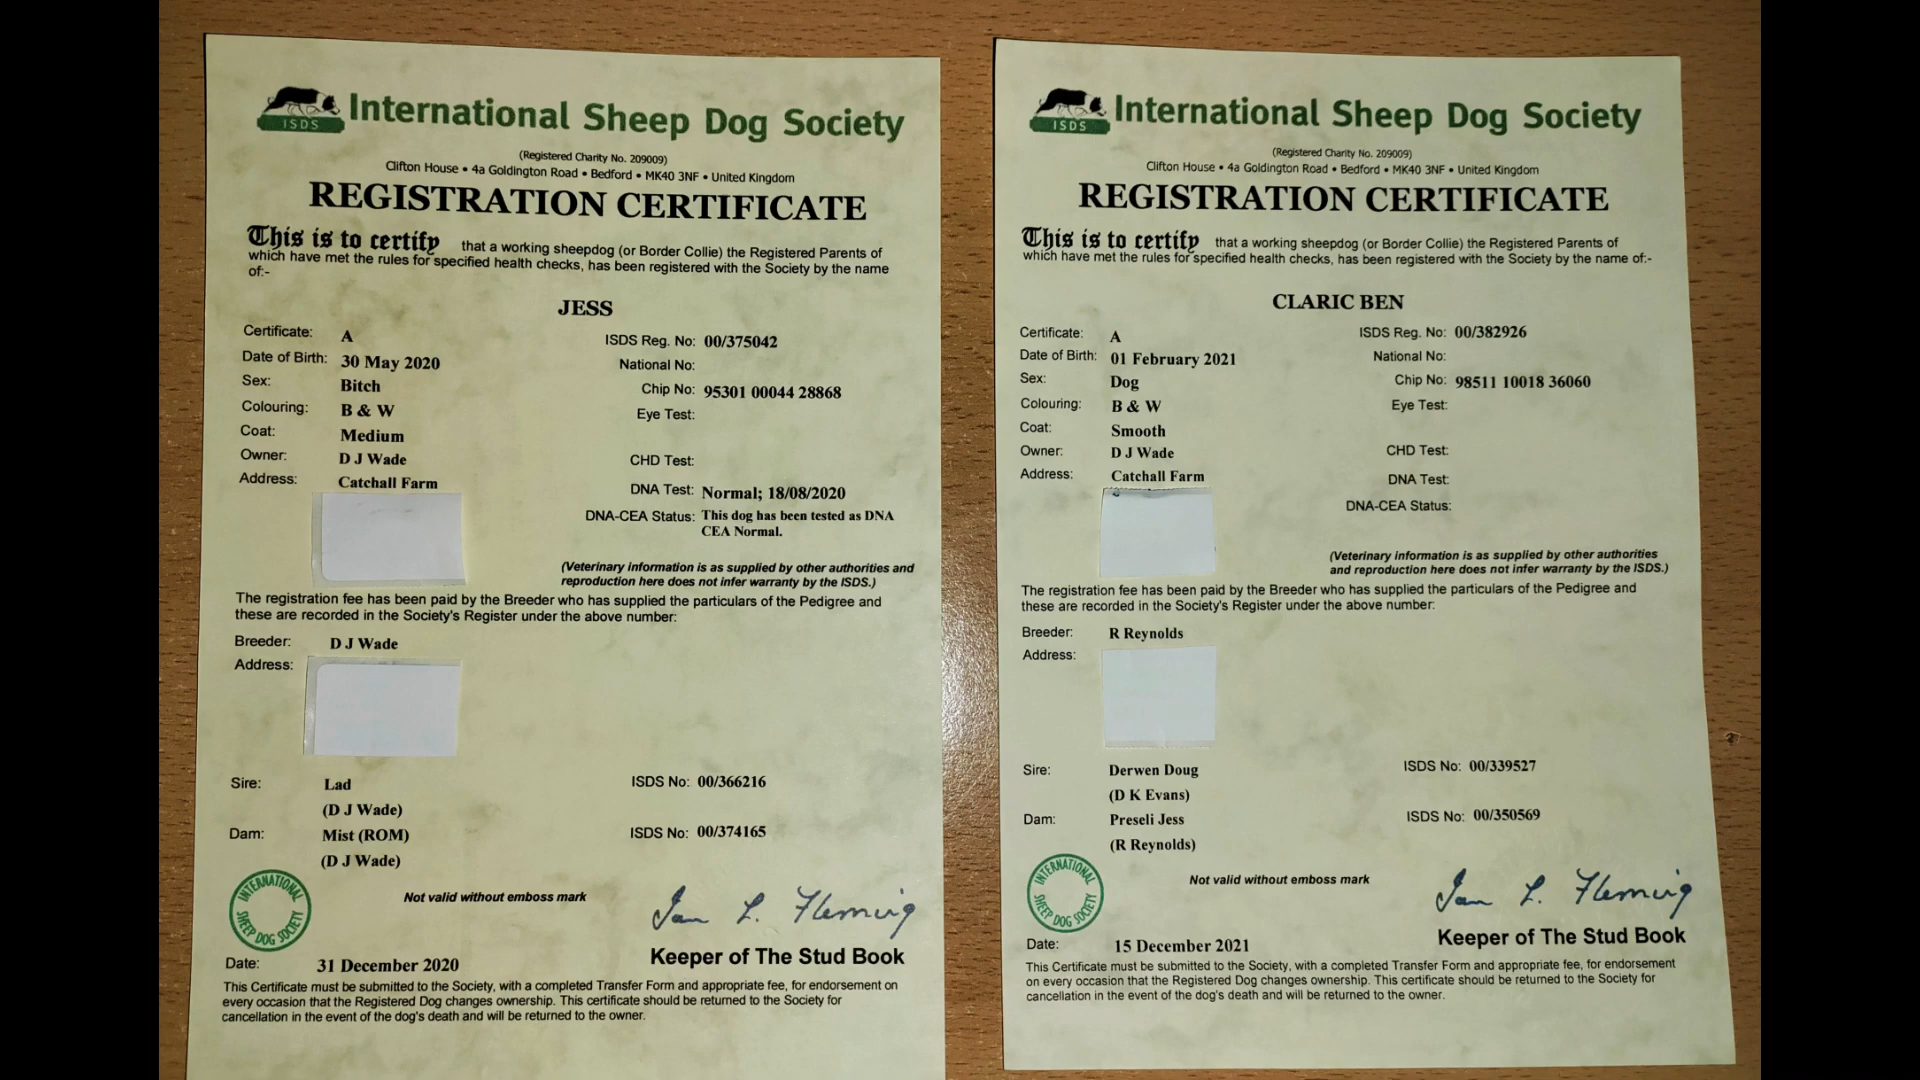 ISDS
International Sheep Dog Society
(Registered Charity No. 209009)
Clifton House • 4a Goldington Road • Bedford • MK40 3NF • United Kingdom
REGISTRATION CERTIFICATE
This is to certify that a working sheepdog (or Border Collie) the Registered Parents of
which have met the rules for specified health checks, has been registered with the Society by the name
of:-
JESS
Certificate: A
ISDS Reg. No: 00/375042
Date of Birth: 30 May 2020
National No:
Sex: Bitch
Chip No: 95301 00044 28868
Colouring: B & W
Eye Test:
Coat: Medium
Owner: D J Wade
CHD Test:
Address: Catchall Farm
DNA Test: Normal; 18/08/2020
DNA-CEA Status: This dog has been tested as DNA
CEA Normal.
(Veterinary information is as supplied by other authorities and
reproduction here does not infer warranty by the ISDS.)
The registration fee has been paid by the Breeder who has supplied the particulars of the Pedigree and
these are recorded in the Society's Register under the above number:
Breeder: D J Wade
Address:
Sire: Lad
ISDS No: 00/366216
(D J Wade)
Dam: Mist (ROM)
ISDS No: 00/374165
(D J Wade)
INTERNATIONAL SHEEP DOG SOCIETY
Not valid without emboss mark
Ian L. Fleming
Keeper of The Stud Book
Date: 31 December 2020
This Certificate must be submitted to the Society, with a completed Transfer Form and appropriate fee, for endorsement on
every occasion that the Registered Dog changes ownership. This certificate should be returned to the Society for
cancellation in the event of the dog's death and will be returned to the owner.
ISDS
International Sheep Dog Society
(Registered Charity No. 209009)
Clifton House • 4a Goldington Road • Bedford • MK40 3NF • United Kingdom
REGISTRATION CERTIFICATE
This is to certify that a working sheepdog (or Border Collie) the Registered Parents of
which have met the rules for specified health checks, has been registered with the Society by the name of:-
CLARIC BEN
Certificate: A
ISDS Reg. No: 00/382926
Date of Birth: 01 February 2021
National No:
Sex: Dog
Chip No: 98511 10018 36060
Colouring: B & W
Eye Test:
Coat: Smooth
Owner: D J Wade
CHD Test:
Address: Catchall Farm
DNA Test:
DNA-CEA Status:
(Veterinary information is as supplied by other authorities
and reproduction here does not infer warranty by the ISDS.)
The registration fee has been paid by the Breeder who has supplied the particulars of the Pedigree and
these are recorded in the Society's Register under the above number:
Breeder: R Reynolds
Address:
Sire: Derwen Doug
ISDS No: 00/339527
(D K Evans)
Dam: Preseli Jess
ISDS No: 00/350569
(R Reynolds)
INTERNATIONAL SHEEP DOG SOCIETY
Not valid without emboss mark
Ian L. Fleming
Keeper of The Stud Book
Date: 15 December 2021
This Certificate must be submitted to the Society, with a completed Transfer Form and appropriate fee, for endorsement
on every occasion that the Registered Dog changes ownership. This certificate should be returned to the Society for
cancellation in the event of the dog's death and will be returned to the owner.